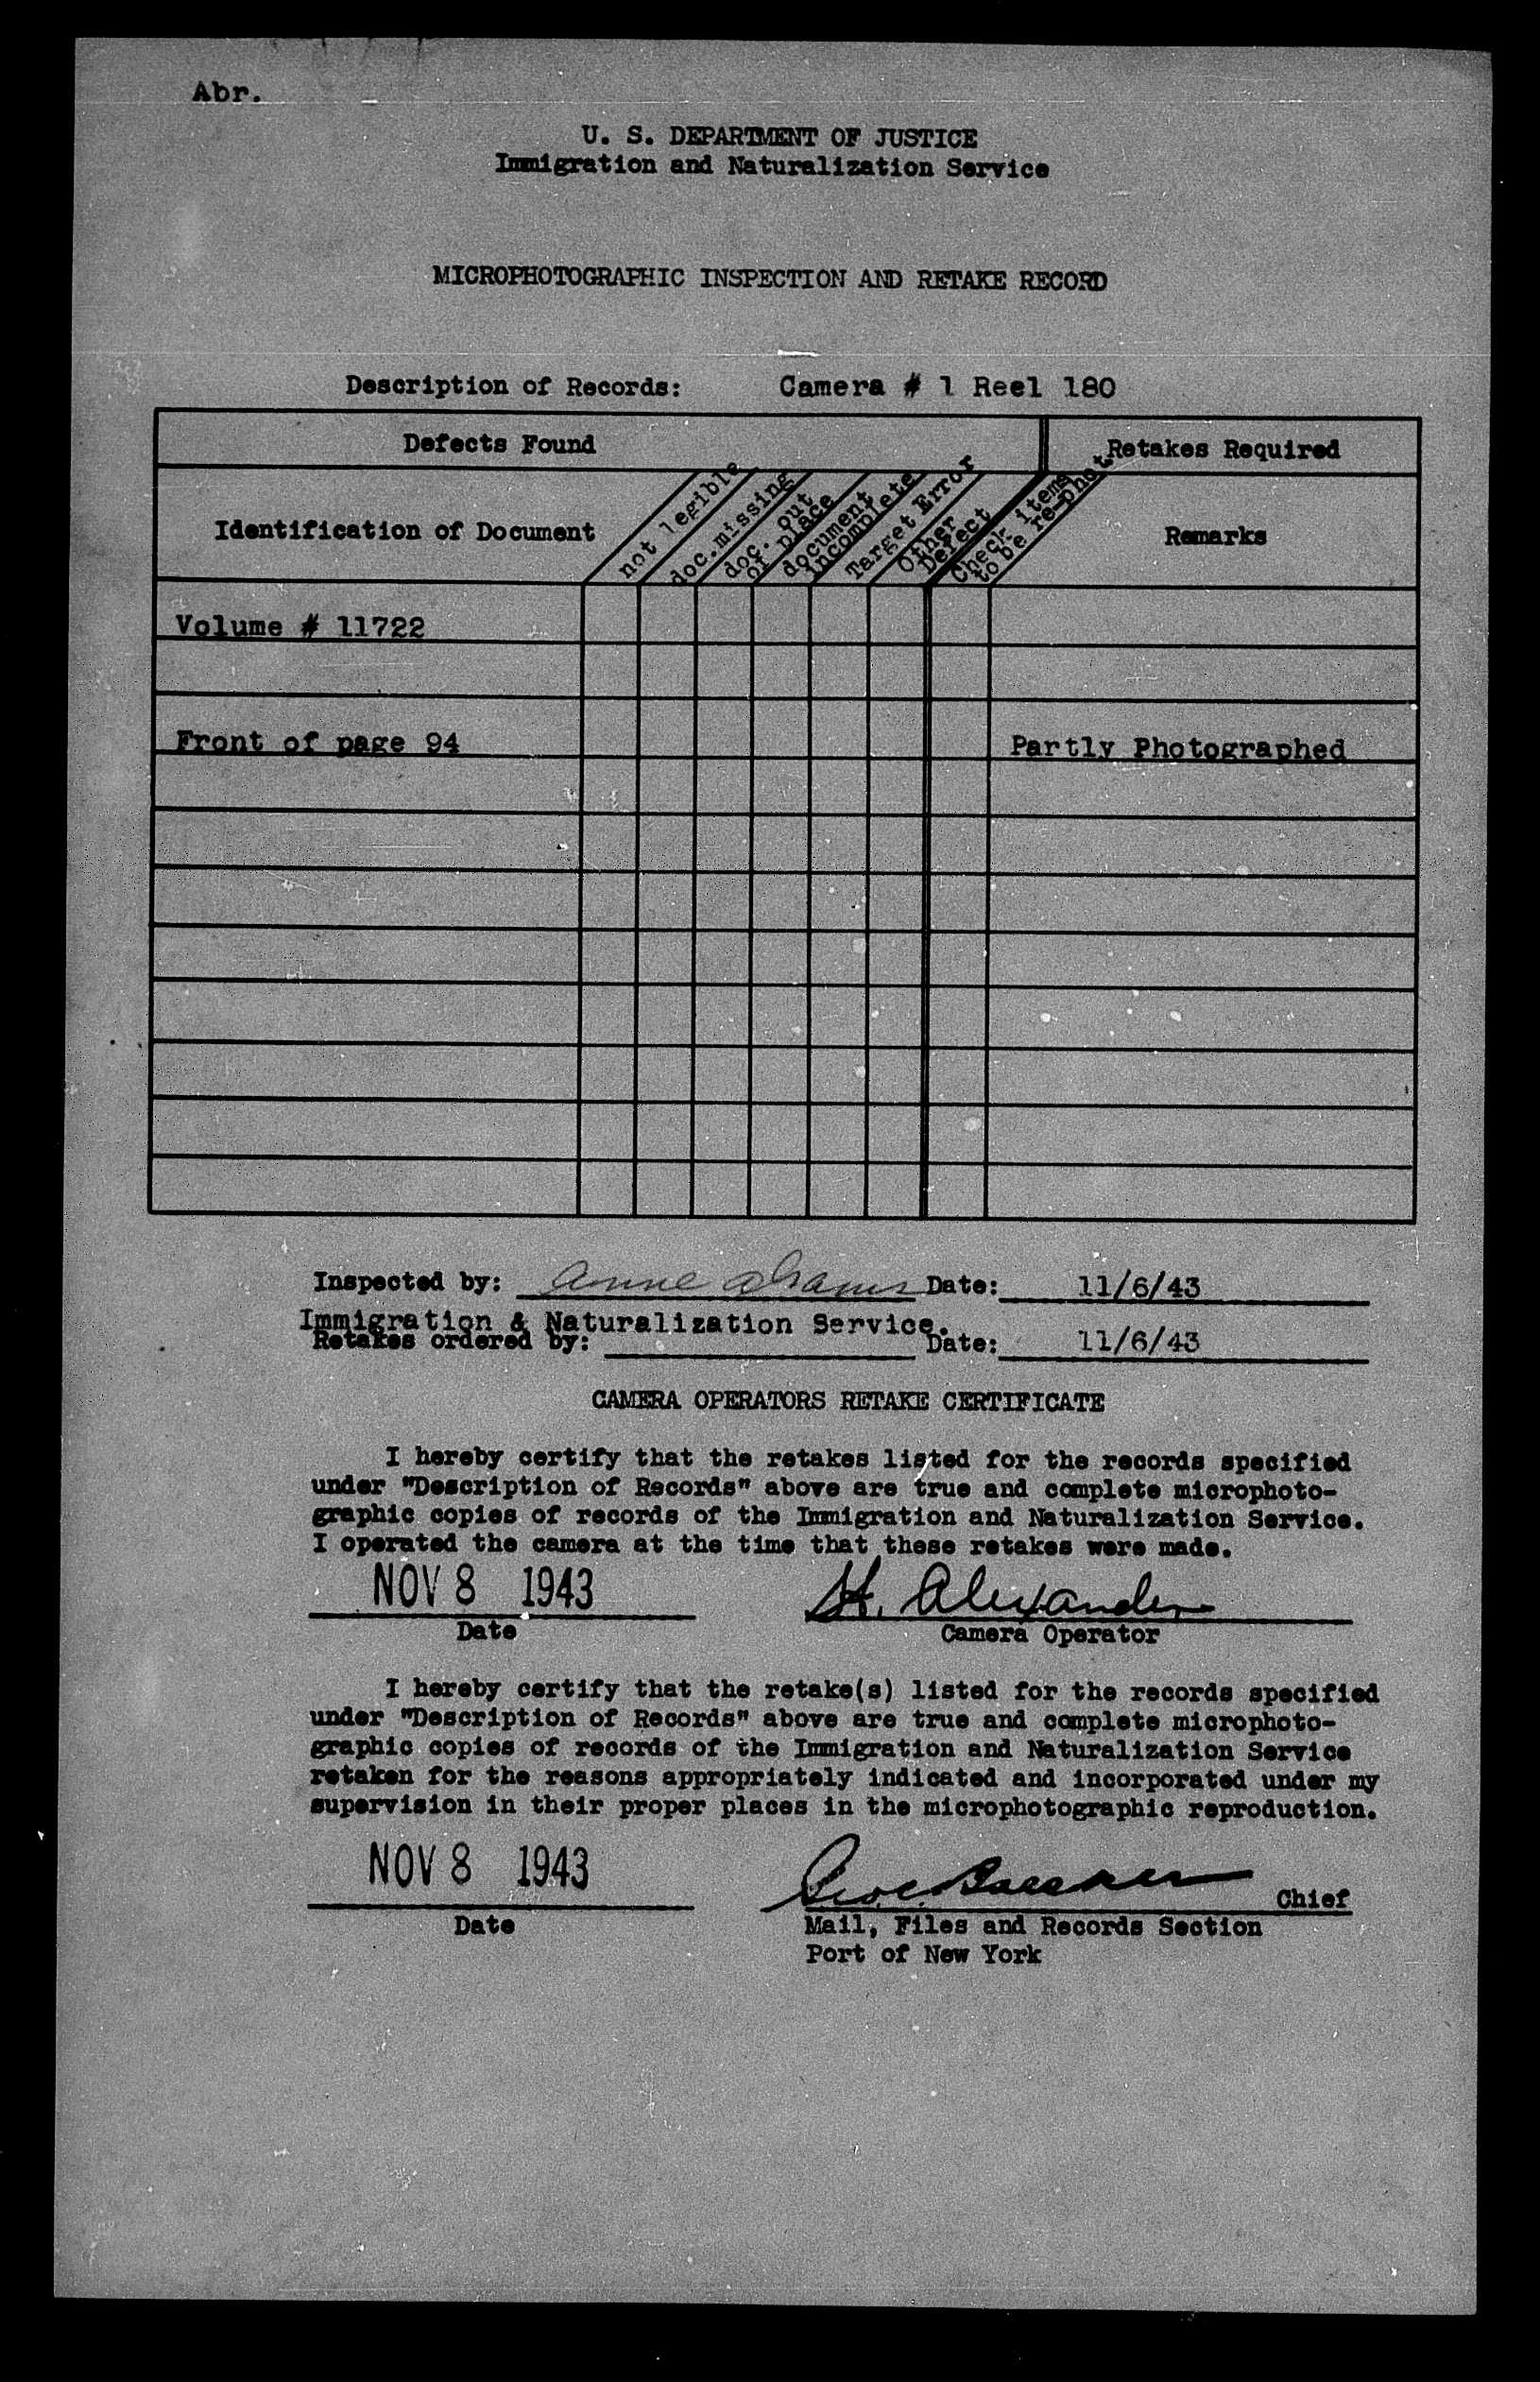 Abr.
U. S. DEPARTMENT OF JUSTICE
Immigration and Naturalization Service
MICROPHOTOGRAPHIC INSPECTION AND RETAKE RECORD
Description of Records: Camera # 1 Reel 180
Defects Found
Retakes Required
Identification of Document
not legible
doc. missing
doc. out
of place
document
incomplete
Target Error
Other
Defect
Check items
to be re-phot
Remarks
Volume # 11722
Front of page 94 Partly Photographed
Inspected by: Anne Date: 11/6/43
Immigration & Naturalization Service.
Retakes ordered by: Date: 11/6/43
CAMERA OPERATORS RETAKE CERTIFICATE
I hereby certify that the retakes listed for the records specified
under "Description of Records" above are true and complete microphoto-
graphic copies of records of the Immigration and Naturalization Service.
I operated the camera at the time that these retakes were made.
NOV 8 1943 H. Alexander
Date Camera Operator
I hereby certify that the retake(s) listed for the records specified
under "Description of Records" above are true and complete microphoto-
graphic copies of records of the Immigration and Naturalization Service
retaken for the reasons appropriately indicated and incorporated under my
supervision in their proper places in the microphotographic reproduction.
NOV 8 1943
Chief
Date Mail, Files and Records Section
Port of New York